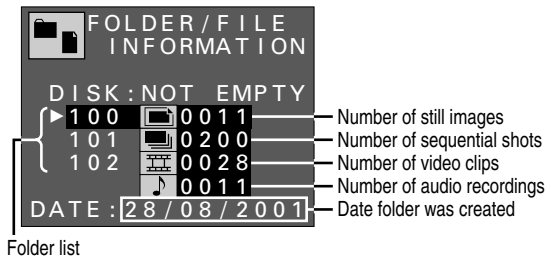 FOLDER/FILE
INFORMATION
DISK:NOT EMPTY
100 0011 Number of still images
101 0200 Number of sequential shots
102 0028 Number of video clips
0011 Number of audio recordings
DATE:28/08/2001 Date folder was created
Folder list